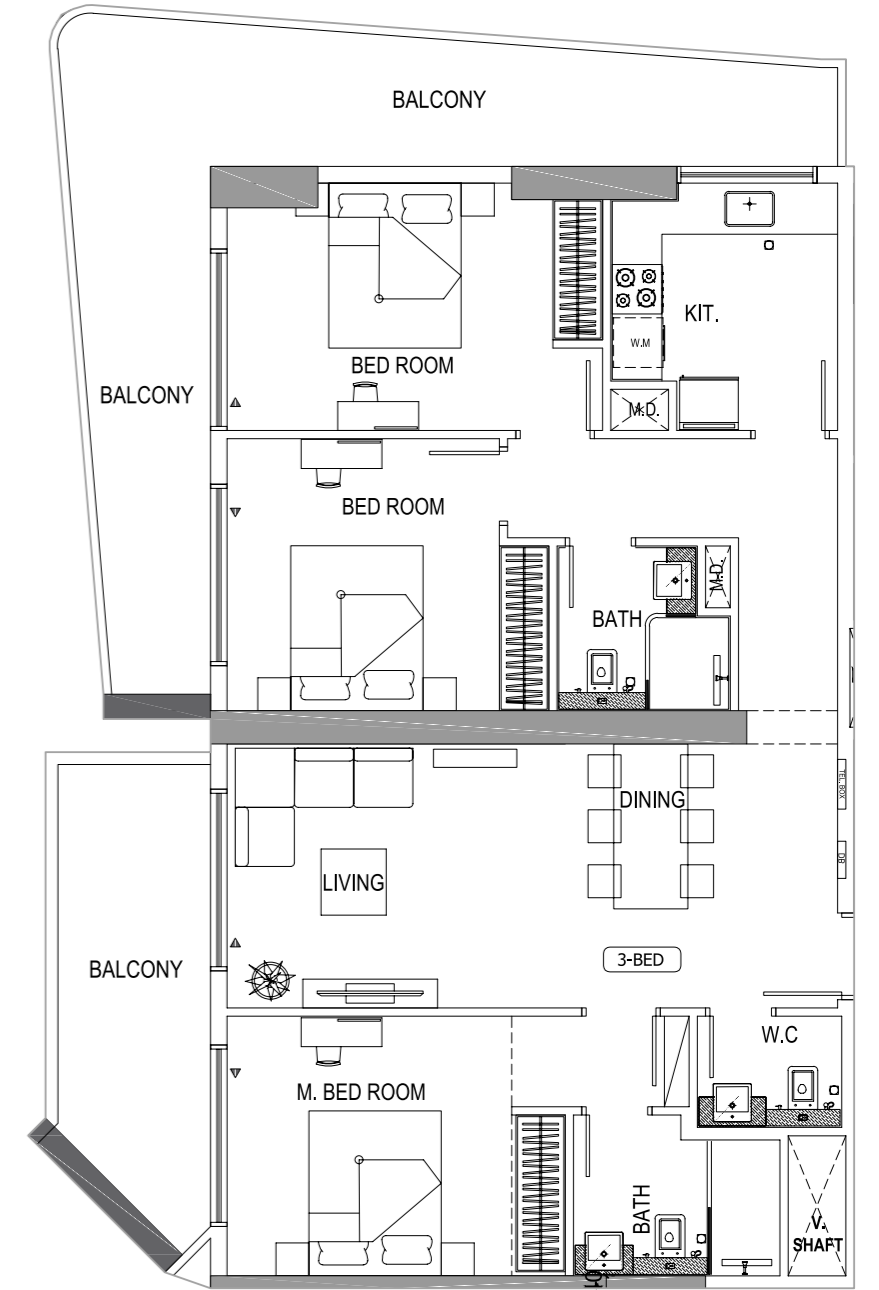 BALCONY
KIT.
W.M
BED ROOM
BALCONY
M.D.
BED ROOM
M.D.
BATH
TEL. BOX
DINING
DB
LIVING
3-BED
BALCONY
W.C
M. BED ROOM
BATH
V.
SHAFT